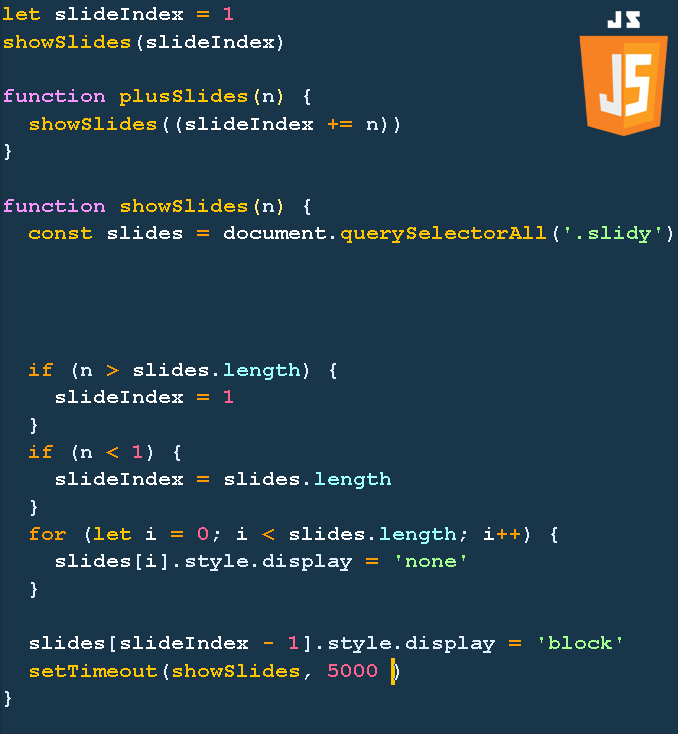 let slideIndex = 1
JS
showSlides(slideIndex)
JS
function plusSlides(n) {
  showSlides((slideIndex += n))
}
function showSlides(n) {
  const slides = document.querySelectorAll('.slidy')
  if (n > slides.length) {
    slideIndex = 1
  }
  if (n < 1) {
    slideIndex = slides.length
  }
  for (let i = 0; i < slides.length; i++) {
    slides[i].style.display = 'none'
  }
  slides[slideIndex - 1].style.display = 'block'
  setTimeout(showSlides, 5000 )
}